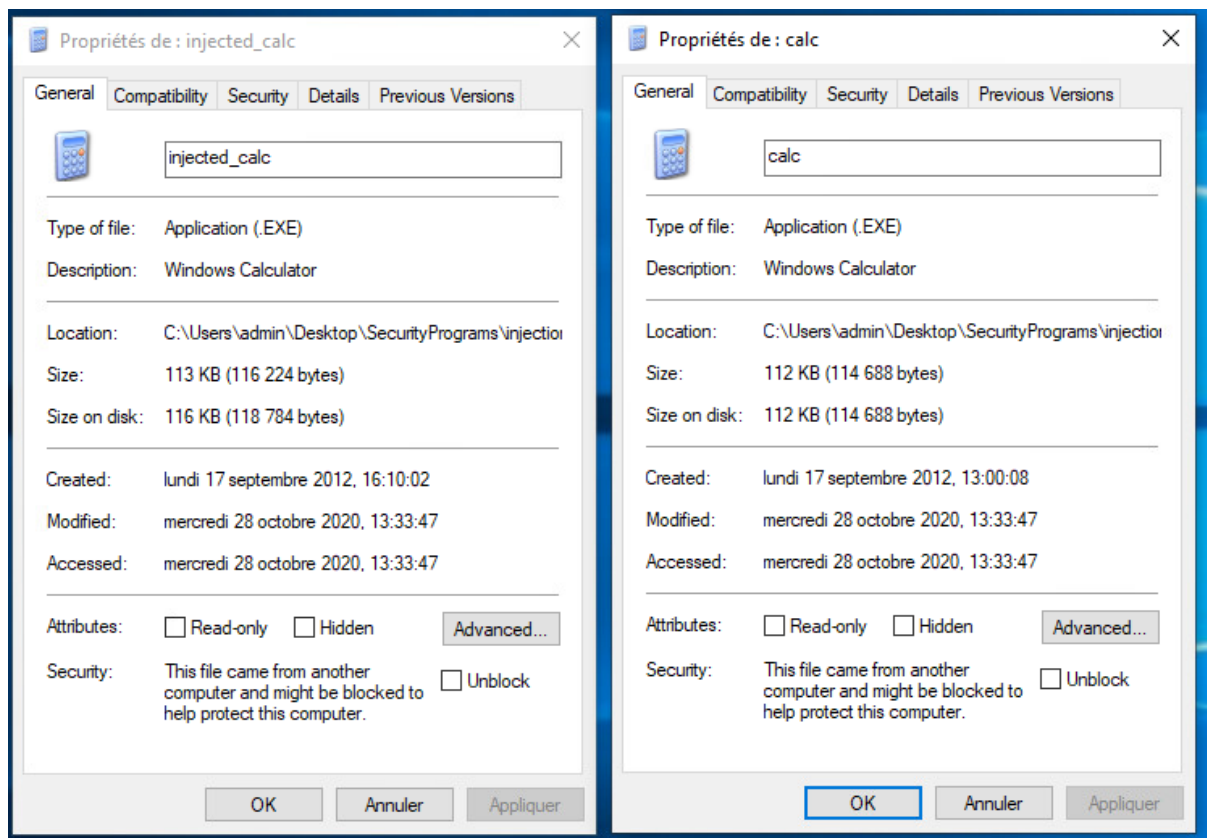 Propriétés de : injected_calc
General Compatibility Security Details Previous Versions
injected_calc
Type of file: Application (.EXE)
Description: Windows Calculator
Location: C:\Users\admin\Desktop\SecurityPrograms\injection
Size: 113 KB (116 224 bytes)
Size on disk: 116 KB (118 784 bytes)
Created: lundi 17 septembre 2012, 16:10:02
Modified: mercredi 28 octobre 2020, 13:33:47
Accessed: mercredi 28 octobre 2020, 13:33:47
Attributes: Read-only Hidden Advanced...
Security: This file came from another
computer and might be blocked to
help protect this computer.
Unblock
OK Annuler Appliquer
Propriétés de : calc
General Compatibility Security Details Previous Versions
calc
Type of file: Application (.EXE)
Description: Windows Calculator
Location: C:\Users\admin\Desktop\SecurityPrograms\injection
Size: 112 KB (114 688 bytes)
Size on disk: 112 KB (114 688 bytes)
Created: lundi 17 septembre 2012, 13:00:08
Modified: mercredi 28 octobre 2020, 13:33:47
Accessed: mercredi 28 octobre 2020, 13:33:47
Attributes: Read-only Hidden Advanced...
Security: This file came from another
computer and might be blocked to
help protect this computer.
Unblock
OK Annuler Appliquer